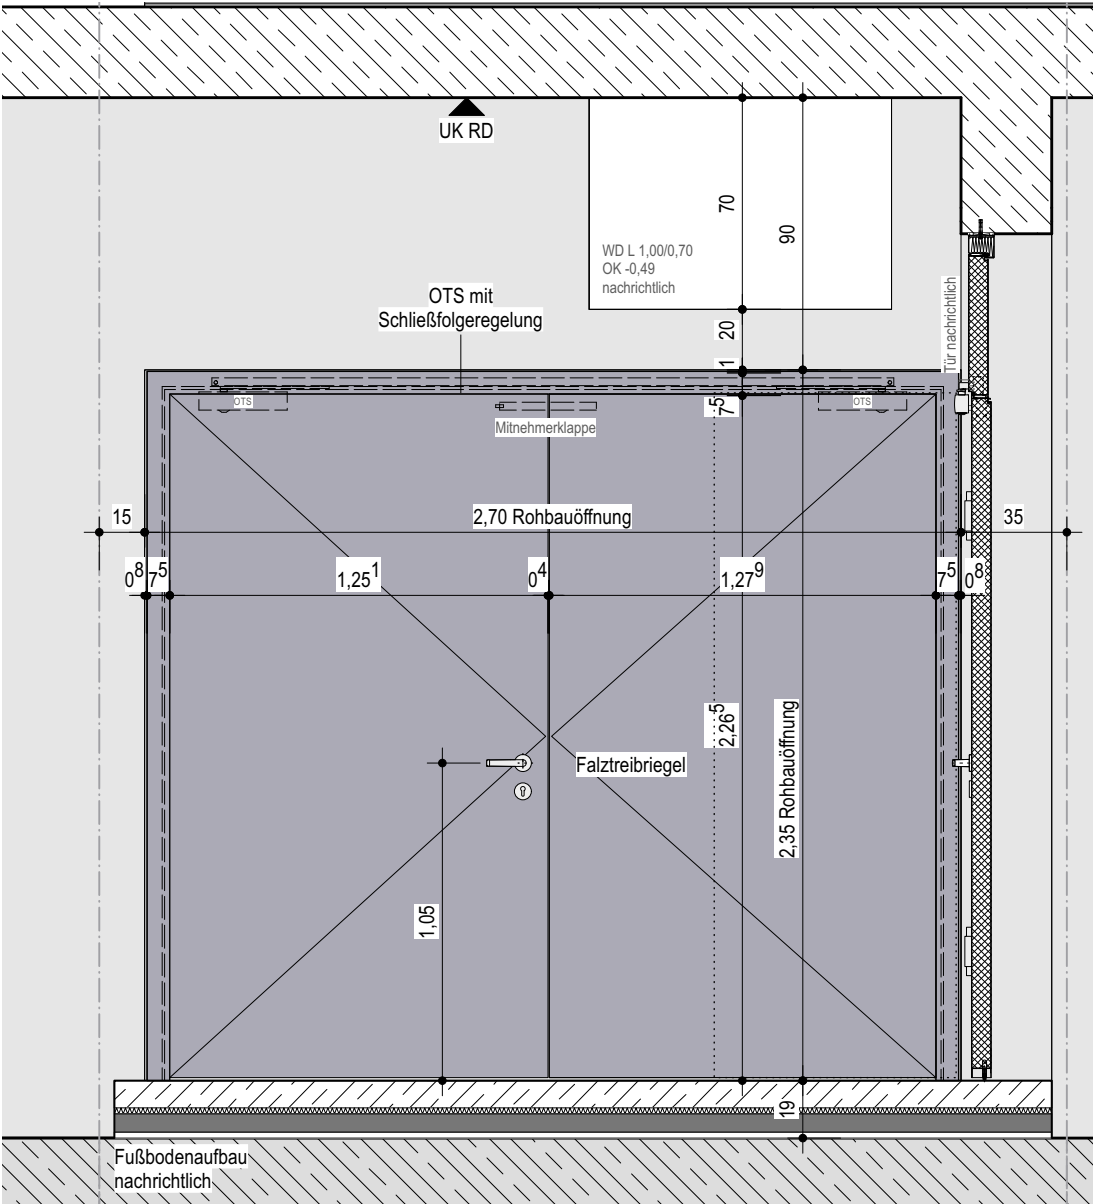 UK RD
70
90
WD L 1,00/0,70
OK -0,49
nachrichtlich
OTS mit
Schließfolgeregelung
20
Tür nachrichtlich
1
OTS
OTS
7⁵
Mitnehmerklappe
15
2,70 Rohbauöffnung
35
0⁸
7⁵
1,25¹
0⁴
1,27⁹
7⁵
0⁸
2,26⁵
2,35 Rohbauöffnung
Falztreibriegel
1,05
19
Fußbodenaufbau
nachrichtlich